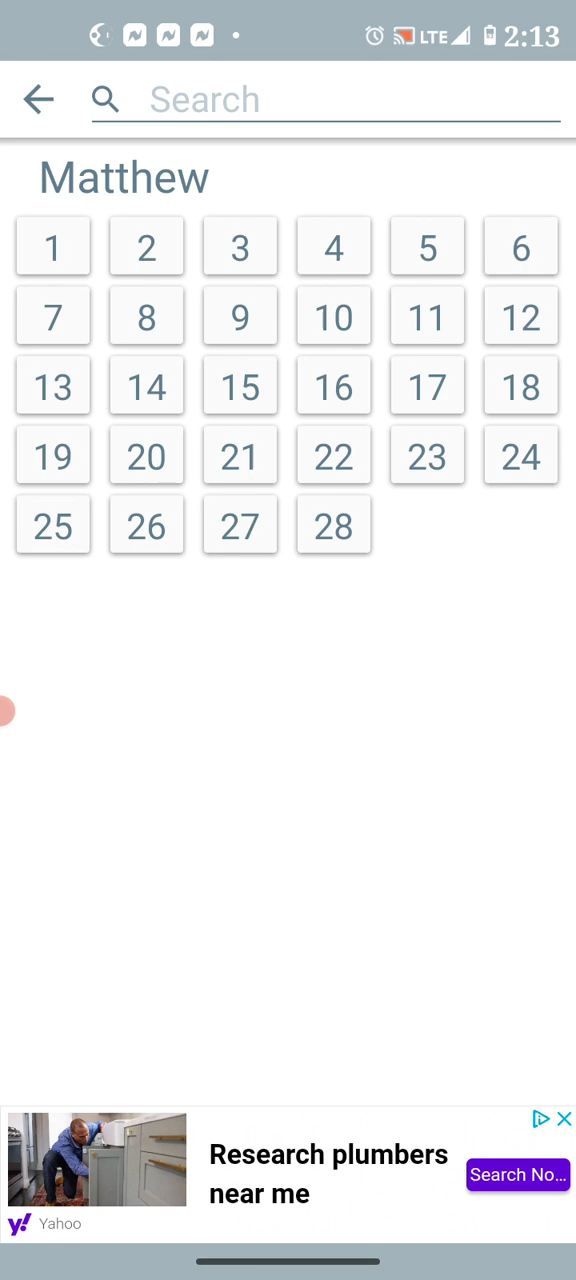 LTE 2:13
Search
Matthew
1 2 3 4 5 6
7 8 9 10 11 12
13 14 15 16 17 18
19 20 21 22 23 24
25 26 27 28
Research plumbers
near me
Search No...
y! Yahoo